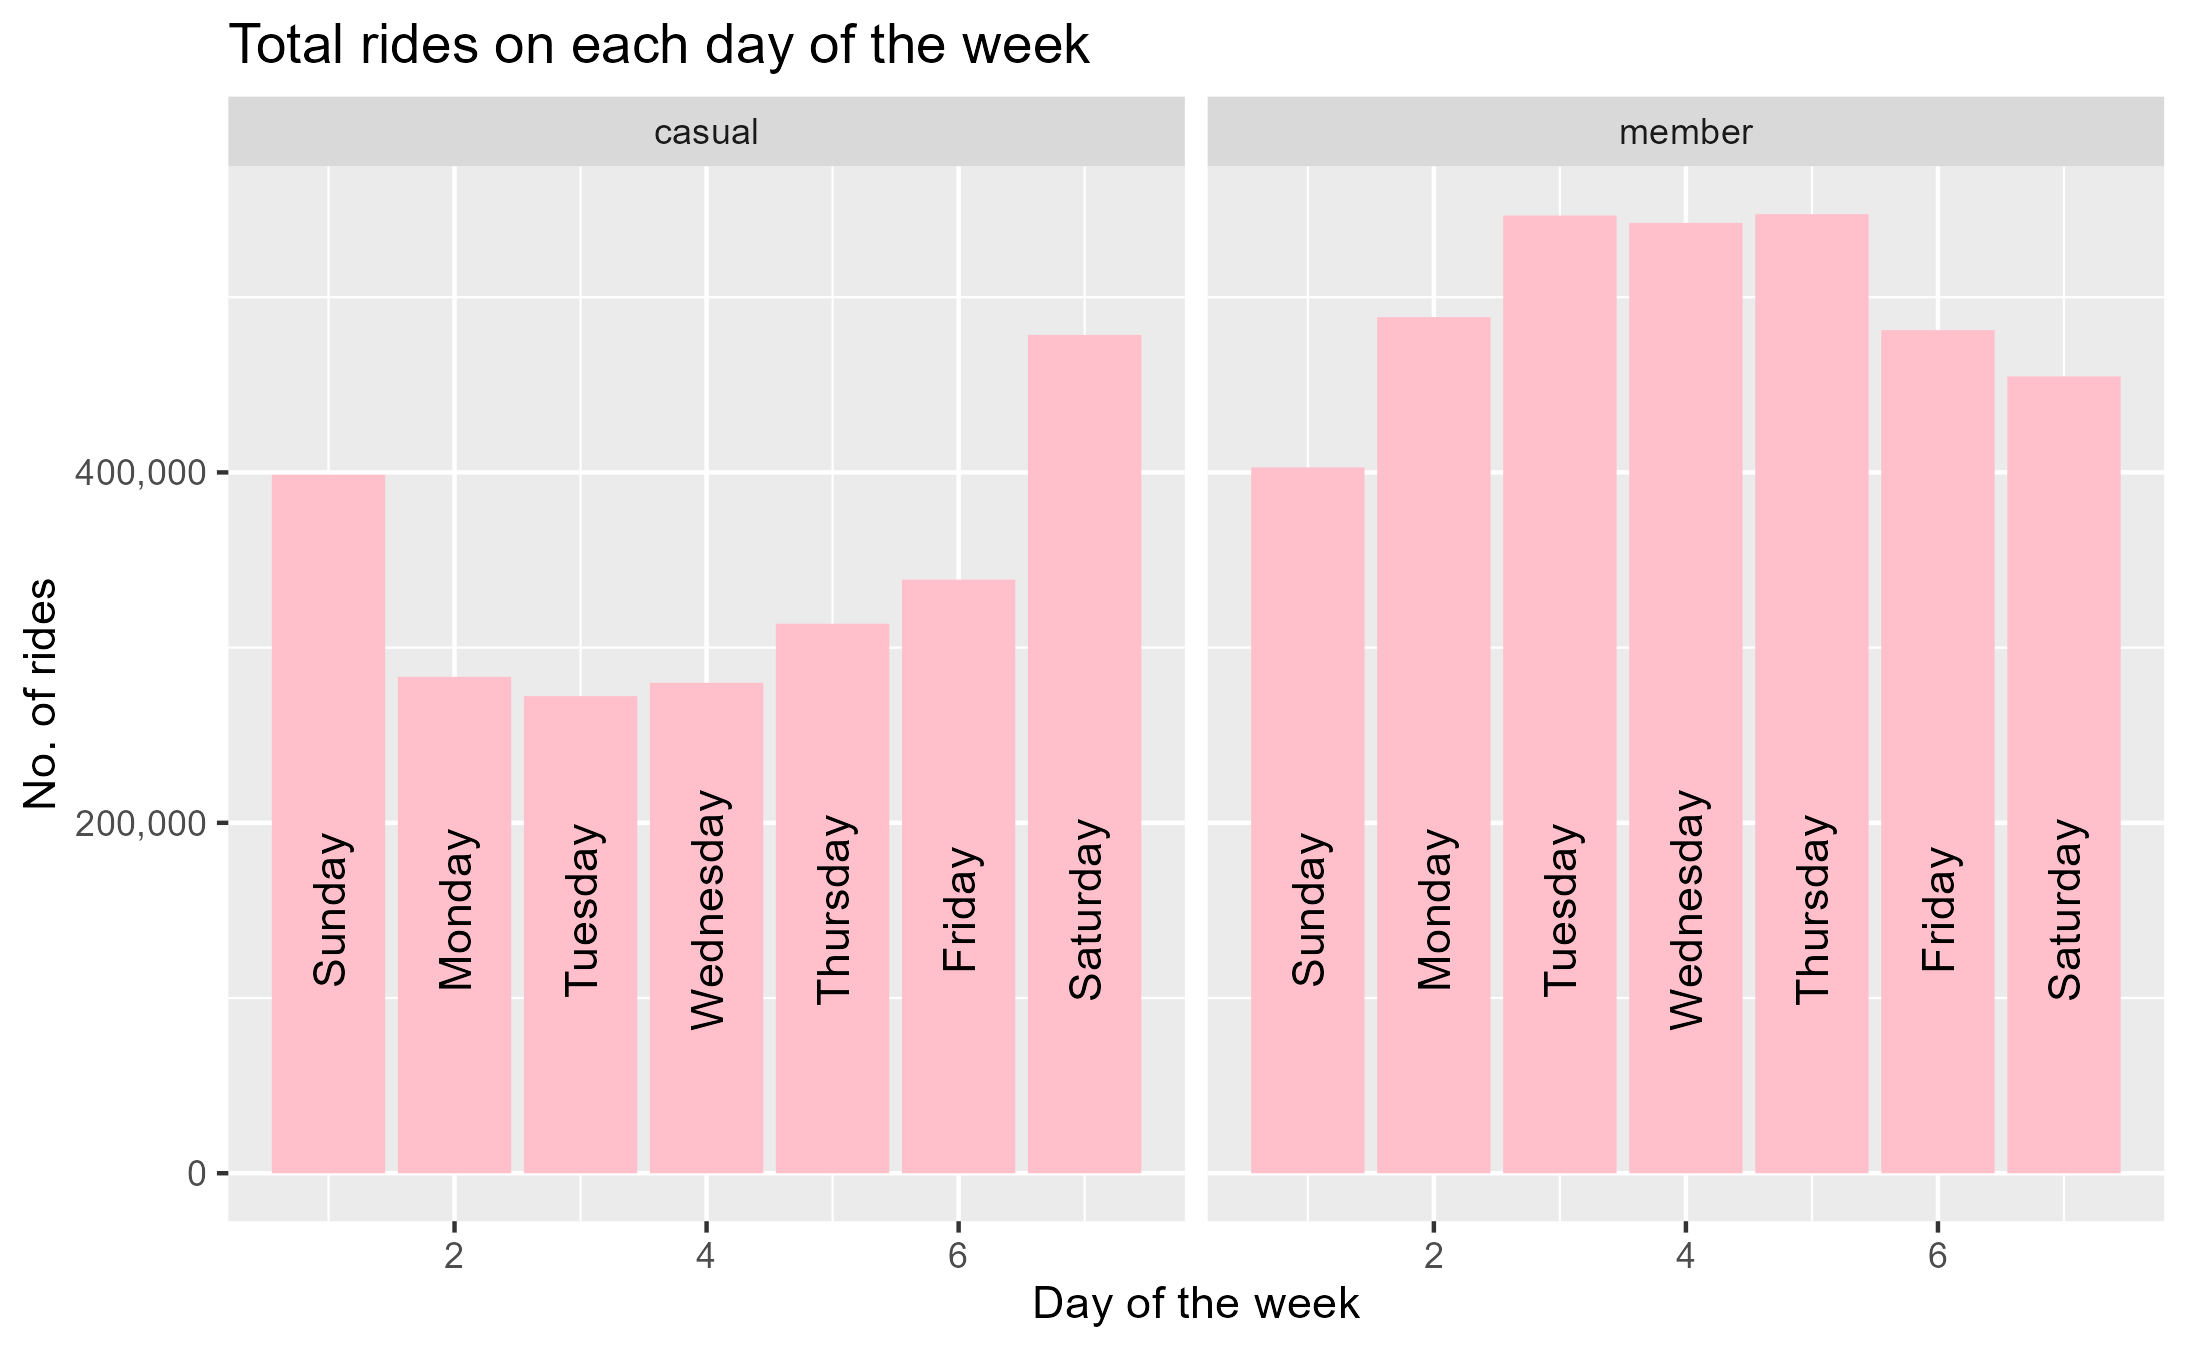 Total rides on each day of the week
casual
member
No. of rides
400,000
200,000
0
Sunday
Monday
Tuesday
Wednesday
Thursday
Friday
Saturday
Sunday
Monday
Tuesday
Wednesday
Thursday
Friday
Saturday
2 4 6
2 4 6
Day of the week